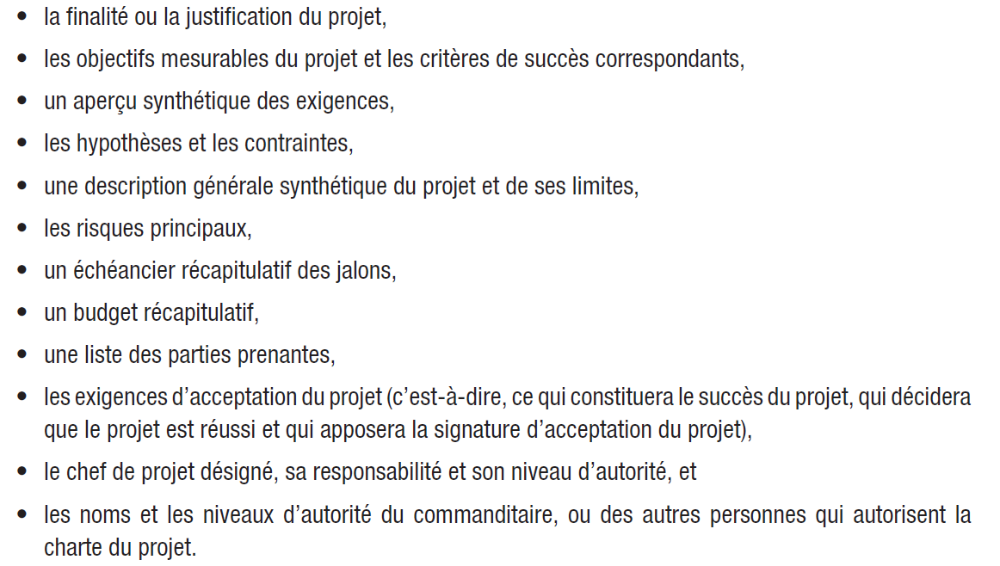 • la finalité ou la justification du projet,
• les objectifs mesurables du projet et les critères de succès correspondants,
• un aperçu synthétique des exigences,
• les hypothèses et les contraintes,
• une description générale synthétique du projet et de ses limites,
• les risques principaux,
• un échéancier récapitulatif des jalons,
• un budget récapitulatif,
• une liste des parties prenantes,
• les exigences d’acceptation du projet (c’est-à-dire, ce qui constituera le succès du projet, qui décidera
que le projet est réussi et qui apposera la signature d’acceptation du projet),
• le chef de projet désigné, sa responsabilité et son niveau d’autorité, et
• les noms et les niveaux d’autorité du commanditaire, ou des autres personnes qui autorisent la
charte du projet.